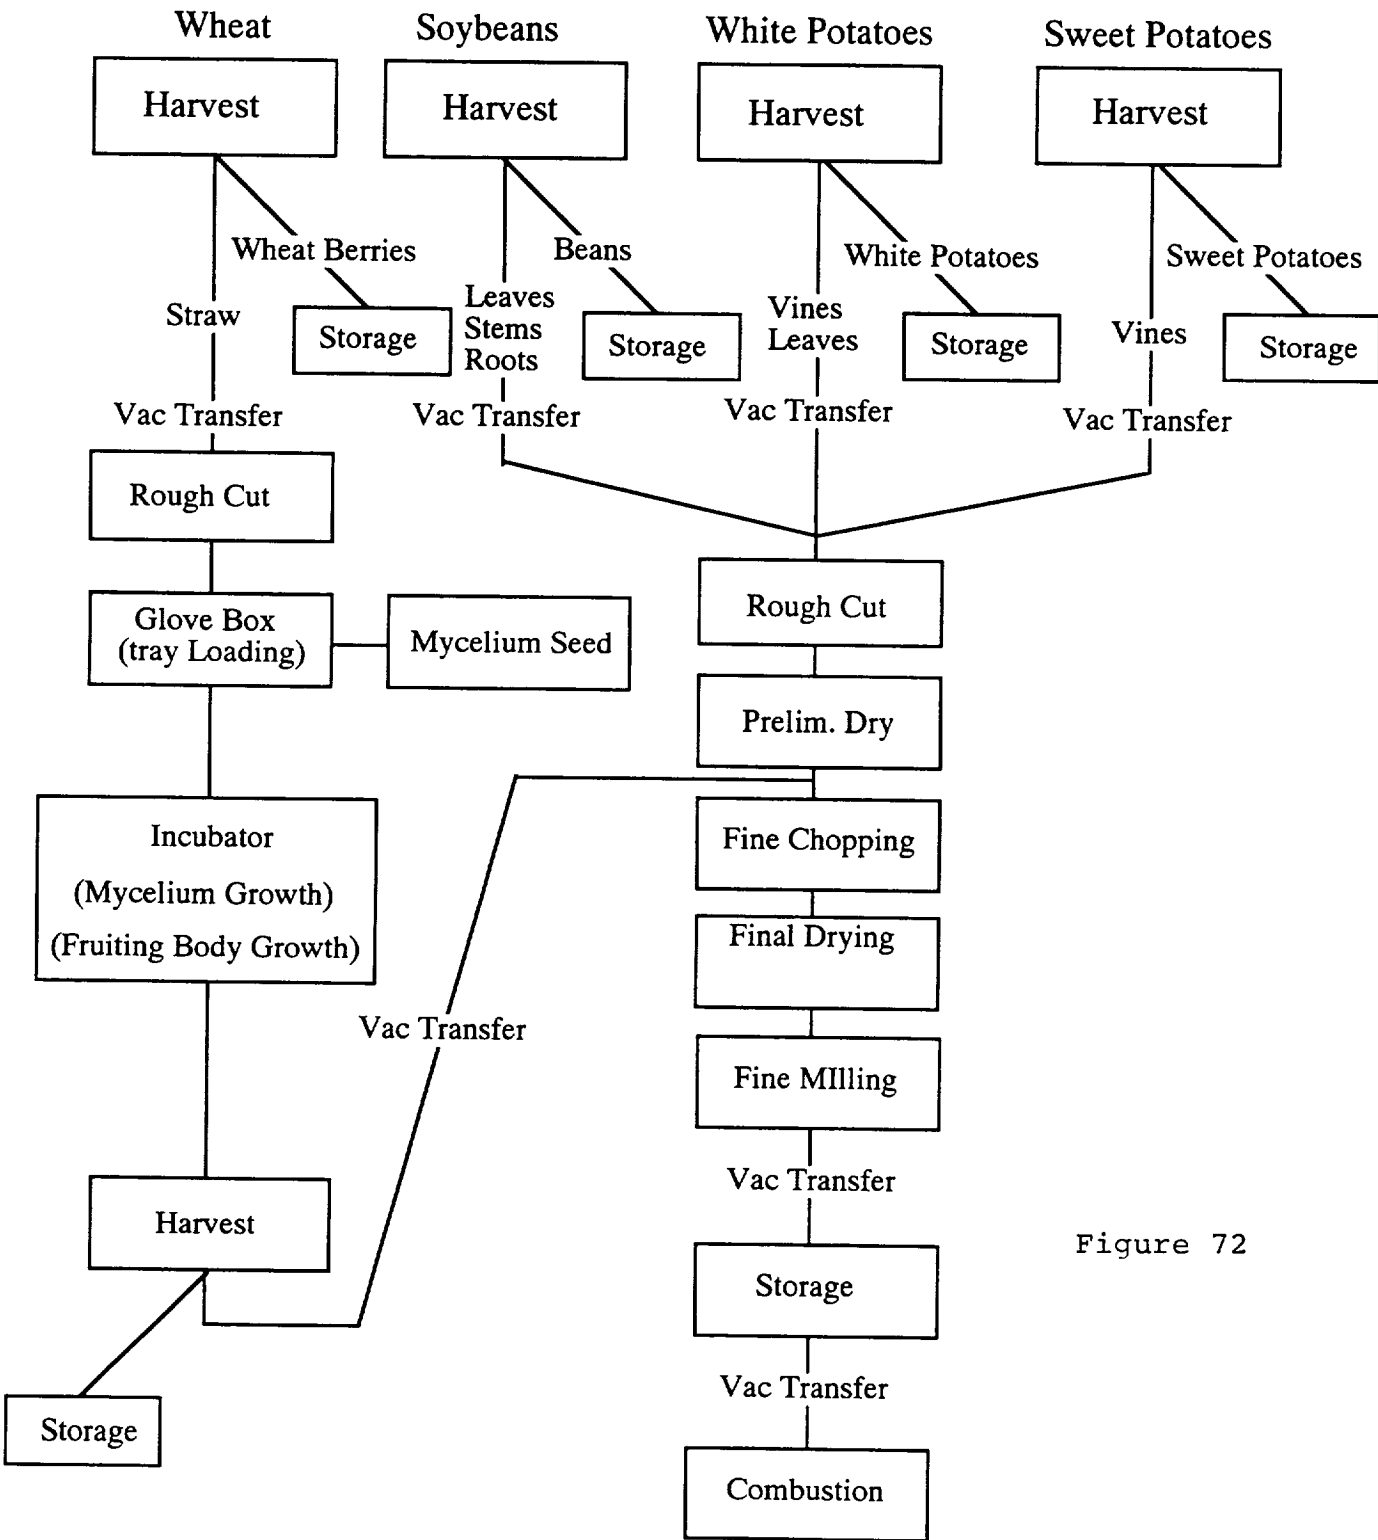 Wheat
Soybeans
White Potatoes
Sweet Potatoes
Harvest
Harvest
Harvest
Harvest
Wheat Berries
Beans
White Potatoes
Sweet Potatoes
Straw
Storage
Leaves
Stems
Roots
Storage
Vines
Leaves
Storage
Vines
Storage
Vac Transfer
Vac Transfer
Vac Transfer
Vac Transfer
Rough Cut
Glove Box
(tray Loading)
Mycelium Seed
Rough Cut
Prelim. Dry
Incubator
(Mycelium Growth)
(Fruiting Body Growth)
Fine Chopping
Final Drying
Vac Transfer
Fine MIlling
Vac Transfer
Harvest
Storage
Figure 72
Vac Transfer
Storage
Combustion